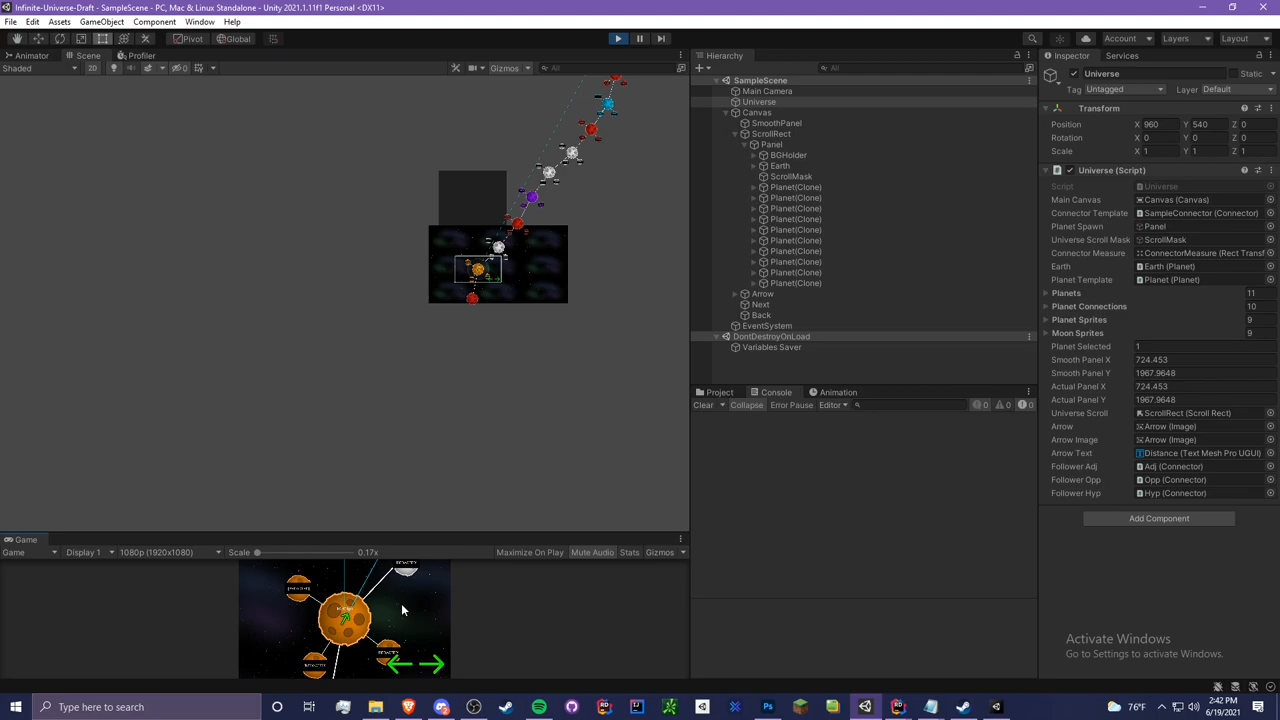 Infinite-Universe-Draft - SampleScene - PC, Mac & Linux Standalone - Unity 2021.1.11f1 Personal <DX11>
File Edit Assets GameObject Component Window Help
Pivot Global Account Layers Layout
Animator Scene Profiler
Shaded 2D 0 Gizmos All
Hierarchy
All
SampleScene
Main Camera
Universe
Canvas
SmoothPanel
ScrollRect
Panel
BGHolder
Earth
ScrollMask
Planet(Clone)
Planet(Clone)
Planet(Clone)
Planet(Clone)
Planet(Clone)
Planet(Clone)
Planet(Clone)
Planet(Clone)
Planet(Clone)
Planet(Clone)
Arrow
Next
Back
EventSystem
DontDestroyOnLoad
Variables Saver
Project Console Animation
Clear Collapse Error Pause Editor 0 0 0
Inspector Services
Universe Static
Tag Untagged Layer Default
Transform
Position X 960 Y 540 Z 0
Rotation X 0 Y 0 Z 0
Scale X 1 Y 1 Z 1
Universe (Script)
Script Universe
Main Canvas Canvas (Canvas)
Connector Template SampleConnector (Connector)
Planet Spawn Panel
Universe Scroll Mask ScrollMask
Connector Measure ConnectorMeasure (Rect Transf
Earth Earth (Planet)
Planet Template Planet (Planet)
Planets 11
Planet Connections 10
Planet Sprites 9
Moon Sprites 9
Planet Selected 1
Smooth Panel X 724.453
Smooth Panel Y 1967.9648
Actual Panel X 724.453
Actual Panel Y 1967.9648
Universe Scroll ScrollRect (Scroll Rect)
Arrow Arrow (Image)
Arrow Image Arrow (Image)
Arrow Text Distance (Text Mesh Pro UGUI)
Follower Adj Adj (Connector)
Follower Opp Opp (Connector)
Follower Hyp Hyp (Connector)
Add Component
Game
Game Display 1 1080p (1920x1080) Scale 0.17x Maximize On Play Mute Audio Stats Gizmos
Activate Windows
Go to Settings to activate Windows.
Type here to search
76°F
2:42 PM
6/19/2021